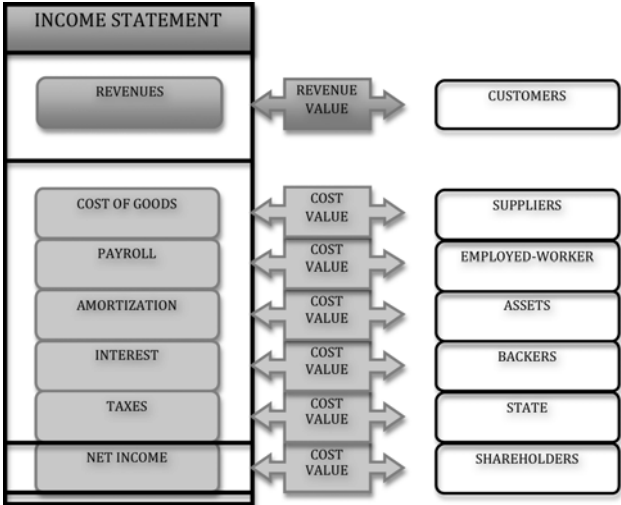 INCOME STATEMENT
REVENUES
REVENUE
VALUE
CUSTOMERS
COST OF GOODS
COST
VALUE
SUPPLIERS
PAYROLL
COST
VALUE
EMPLOYED-WORKER
AMORTIZATION
COST
VALUE
ASSETS
INTEREST
COST
VALUE
BACKERS
TAXES
COST
VALUE
STATE
NET INCOME
COST
VALUE
SHAREHOLDERS